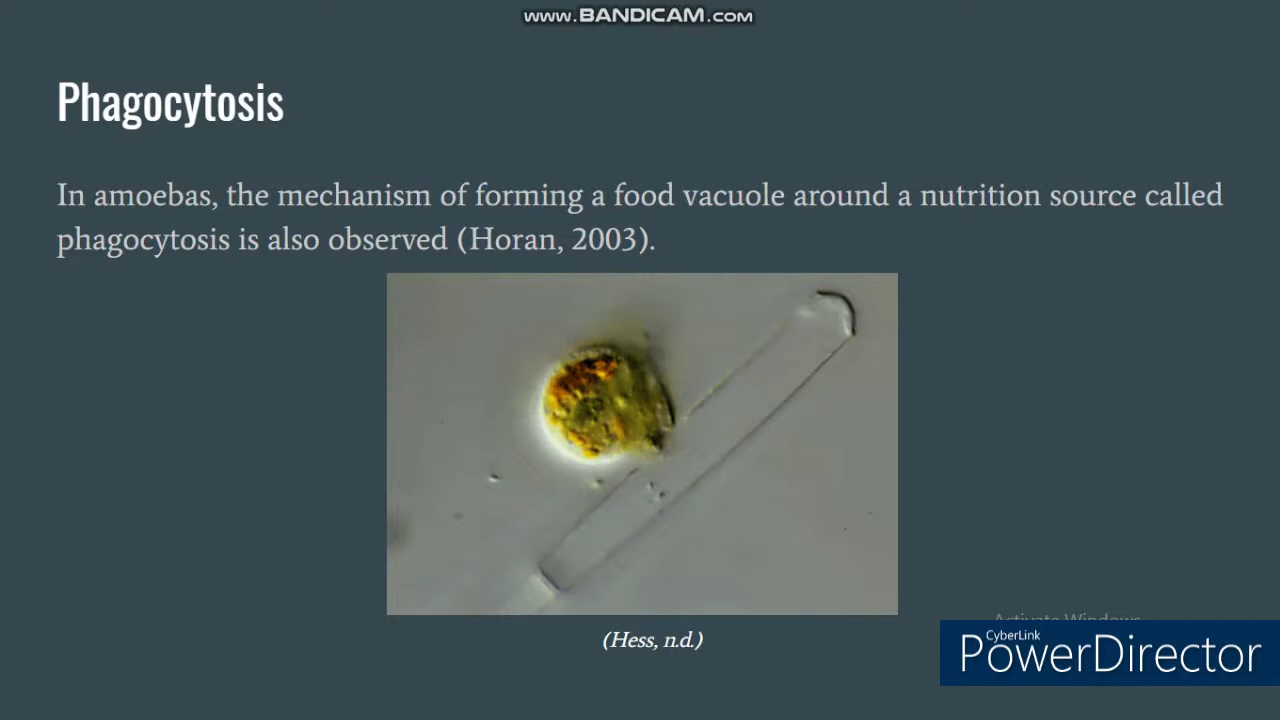 www.BANDICAM.com
Phagocytosis
In amoebas, the mechanism of forming a food vacuole around a nutrition source called
phagocytosis is also observed (Horan, 2003).
(Hess, n.d.)
Activate Windows
CyberLink
PowerDirector